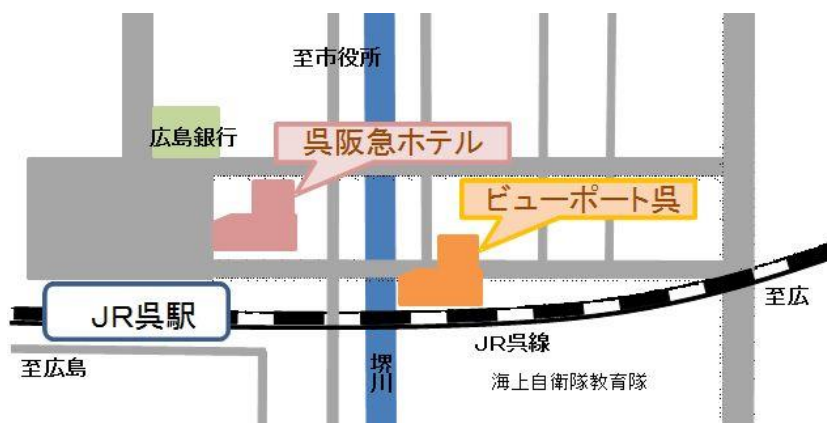 至市役所
広島銀行
呉阪急ホテル
ビューポート呉
至広
JR呉駅
JR呉線
至広島
堺川
海上自衛隊教育隊